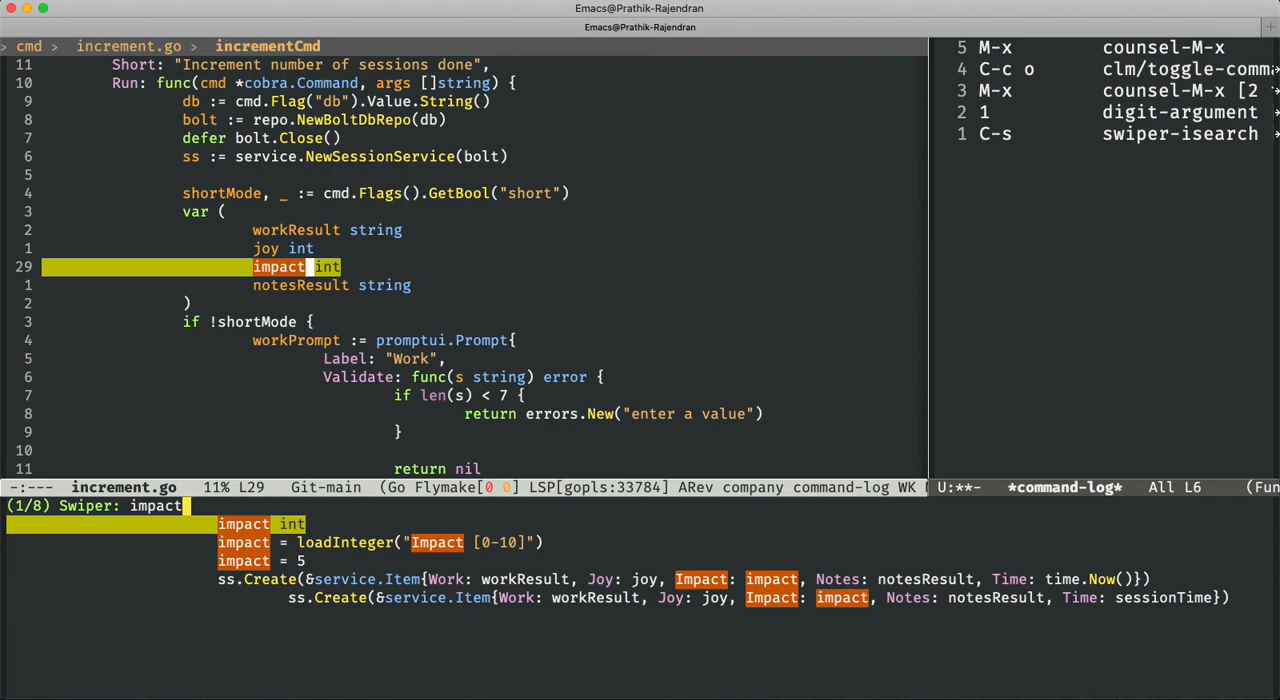 Emacs@Prathik-Rajendran
Emacs@Prathik-Rajendran
> cmd > increment.go > incrementCmd
11 Short: "Increment number of sessions done",
10 Run: func(cmd *cobra.Command, args []string) {
9 db := cmd.Flag("db").Value.String()
8 bolt := repo.NewBoltDbRepo(db)
7 defer bolt.Close()
6 ss := service.NewSessionService(bolt)
5
4 shortMode, _ := cmd.Flags().GetBool("short")
3 var (
2 workResult string
1 joy int
29 impact int
1 notesResult string
2 )
3 if !shortMode {
4 workPrompt := promptui.Prompt{
5 Label: "Work",
6 Validate: func(s string) error {
7 if len(s) < 7 {
8 return errors.New("enter a value")
9 }
10
11 return nil
-:--- increment.go 11% L29 Git-main (Go Flymake[0 0] LSP[gopls:33784] ARev company command-log WK
5 M-x counsel-M-x
4 C-c o clm/toggle-comma
3 M-x counsel-M-x [2
2 1 digit-argument
1 C-s swiper-isearch
U:**- *command-log* All L6 (Fun
(1/8) Swiper: impact
impact int
impact = loadInteger("Impact [0-10]")
impact = 5
ss.Create(&service.Item{Work: workResult, Joy: joy, Impact: impact, Notes: notesResult, Time: time.Now()})
ss.Create(&service.Item{Work: workResult, Joy: joy, Impact: impact, Notes: notesResult, Time: sessionTime})